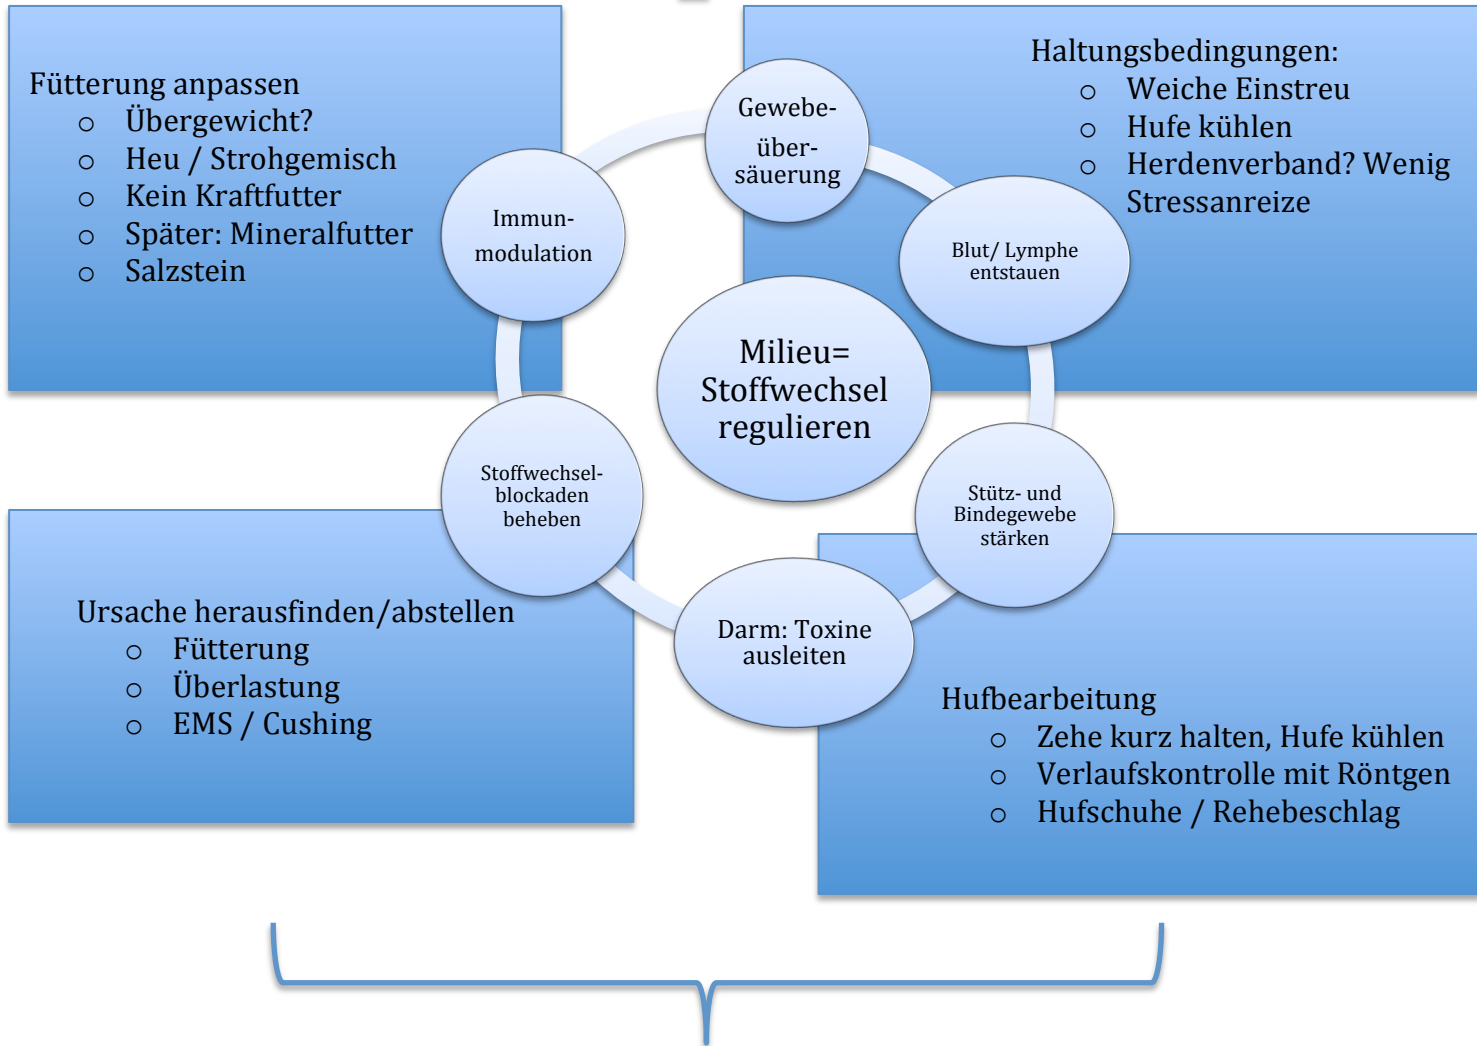 Fütterung anpassen
o Übergewicht?
o Heu / Strohgemisch
o Kein Kraftfutter
o Später: Mineralfutter
o Salzstein
Haltungsbedingungen:
o Weiche Einstreu
o Hufe kühlen
o Herdenverband? Wenig
Stressanreize
Gewebe-
über-
säuerung
Immun-
modulation
Blut/ Lymphe
entstauen
Milieu=
Stoffwechsel
regulieren
Stoffwechsel-
blockaden
beheben
Stütz- und
Bindegewebe
stärken
Darm: Toxine
ausleiten
Ursache herausfinden/abstellen
o Fütterung
o Überlastung
o EMS / Cushing
Hufbearbeitung
o Zehe kurz halten, Hufe kühlen
o Verlaufskontrolle mit Röntgen
o Hufschuhe / Rehebeschlag